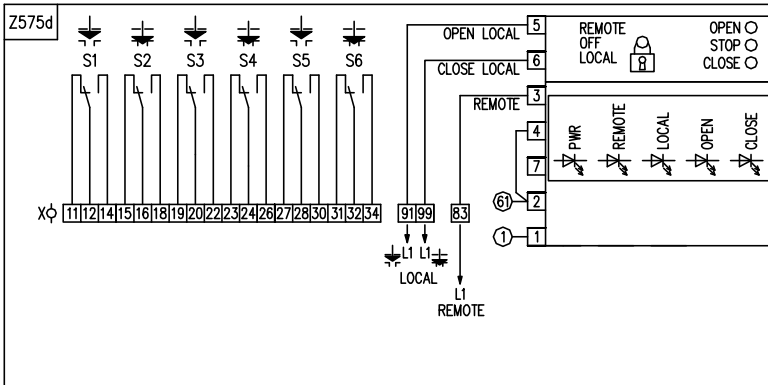 Z575d
S1 S2 S3 S4 S5 S6
OPEN LOCAL 5
CLOSE LOCAL 6
REMOTE 3
4
7
61 2
1 1
REMOTE
OFF
LOCAL
OPEN
STOP
CLOSE
PWR
REMOTE
LOCAL
OPEN
CLOSE
X 11 12 14 15 16 18 19 20 22 23 24 26 27 28 30 31 32 34 91 99 83
L1 L1
LOCAL
L1
REMOTE